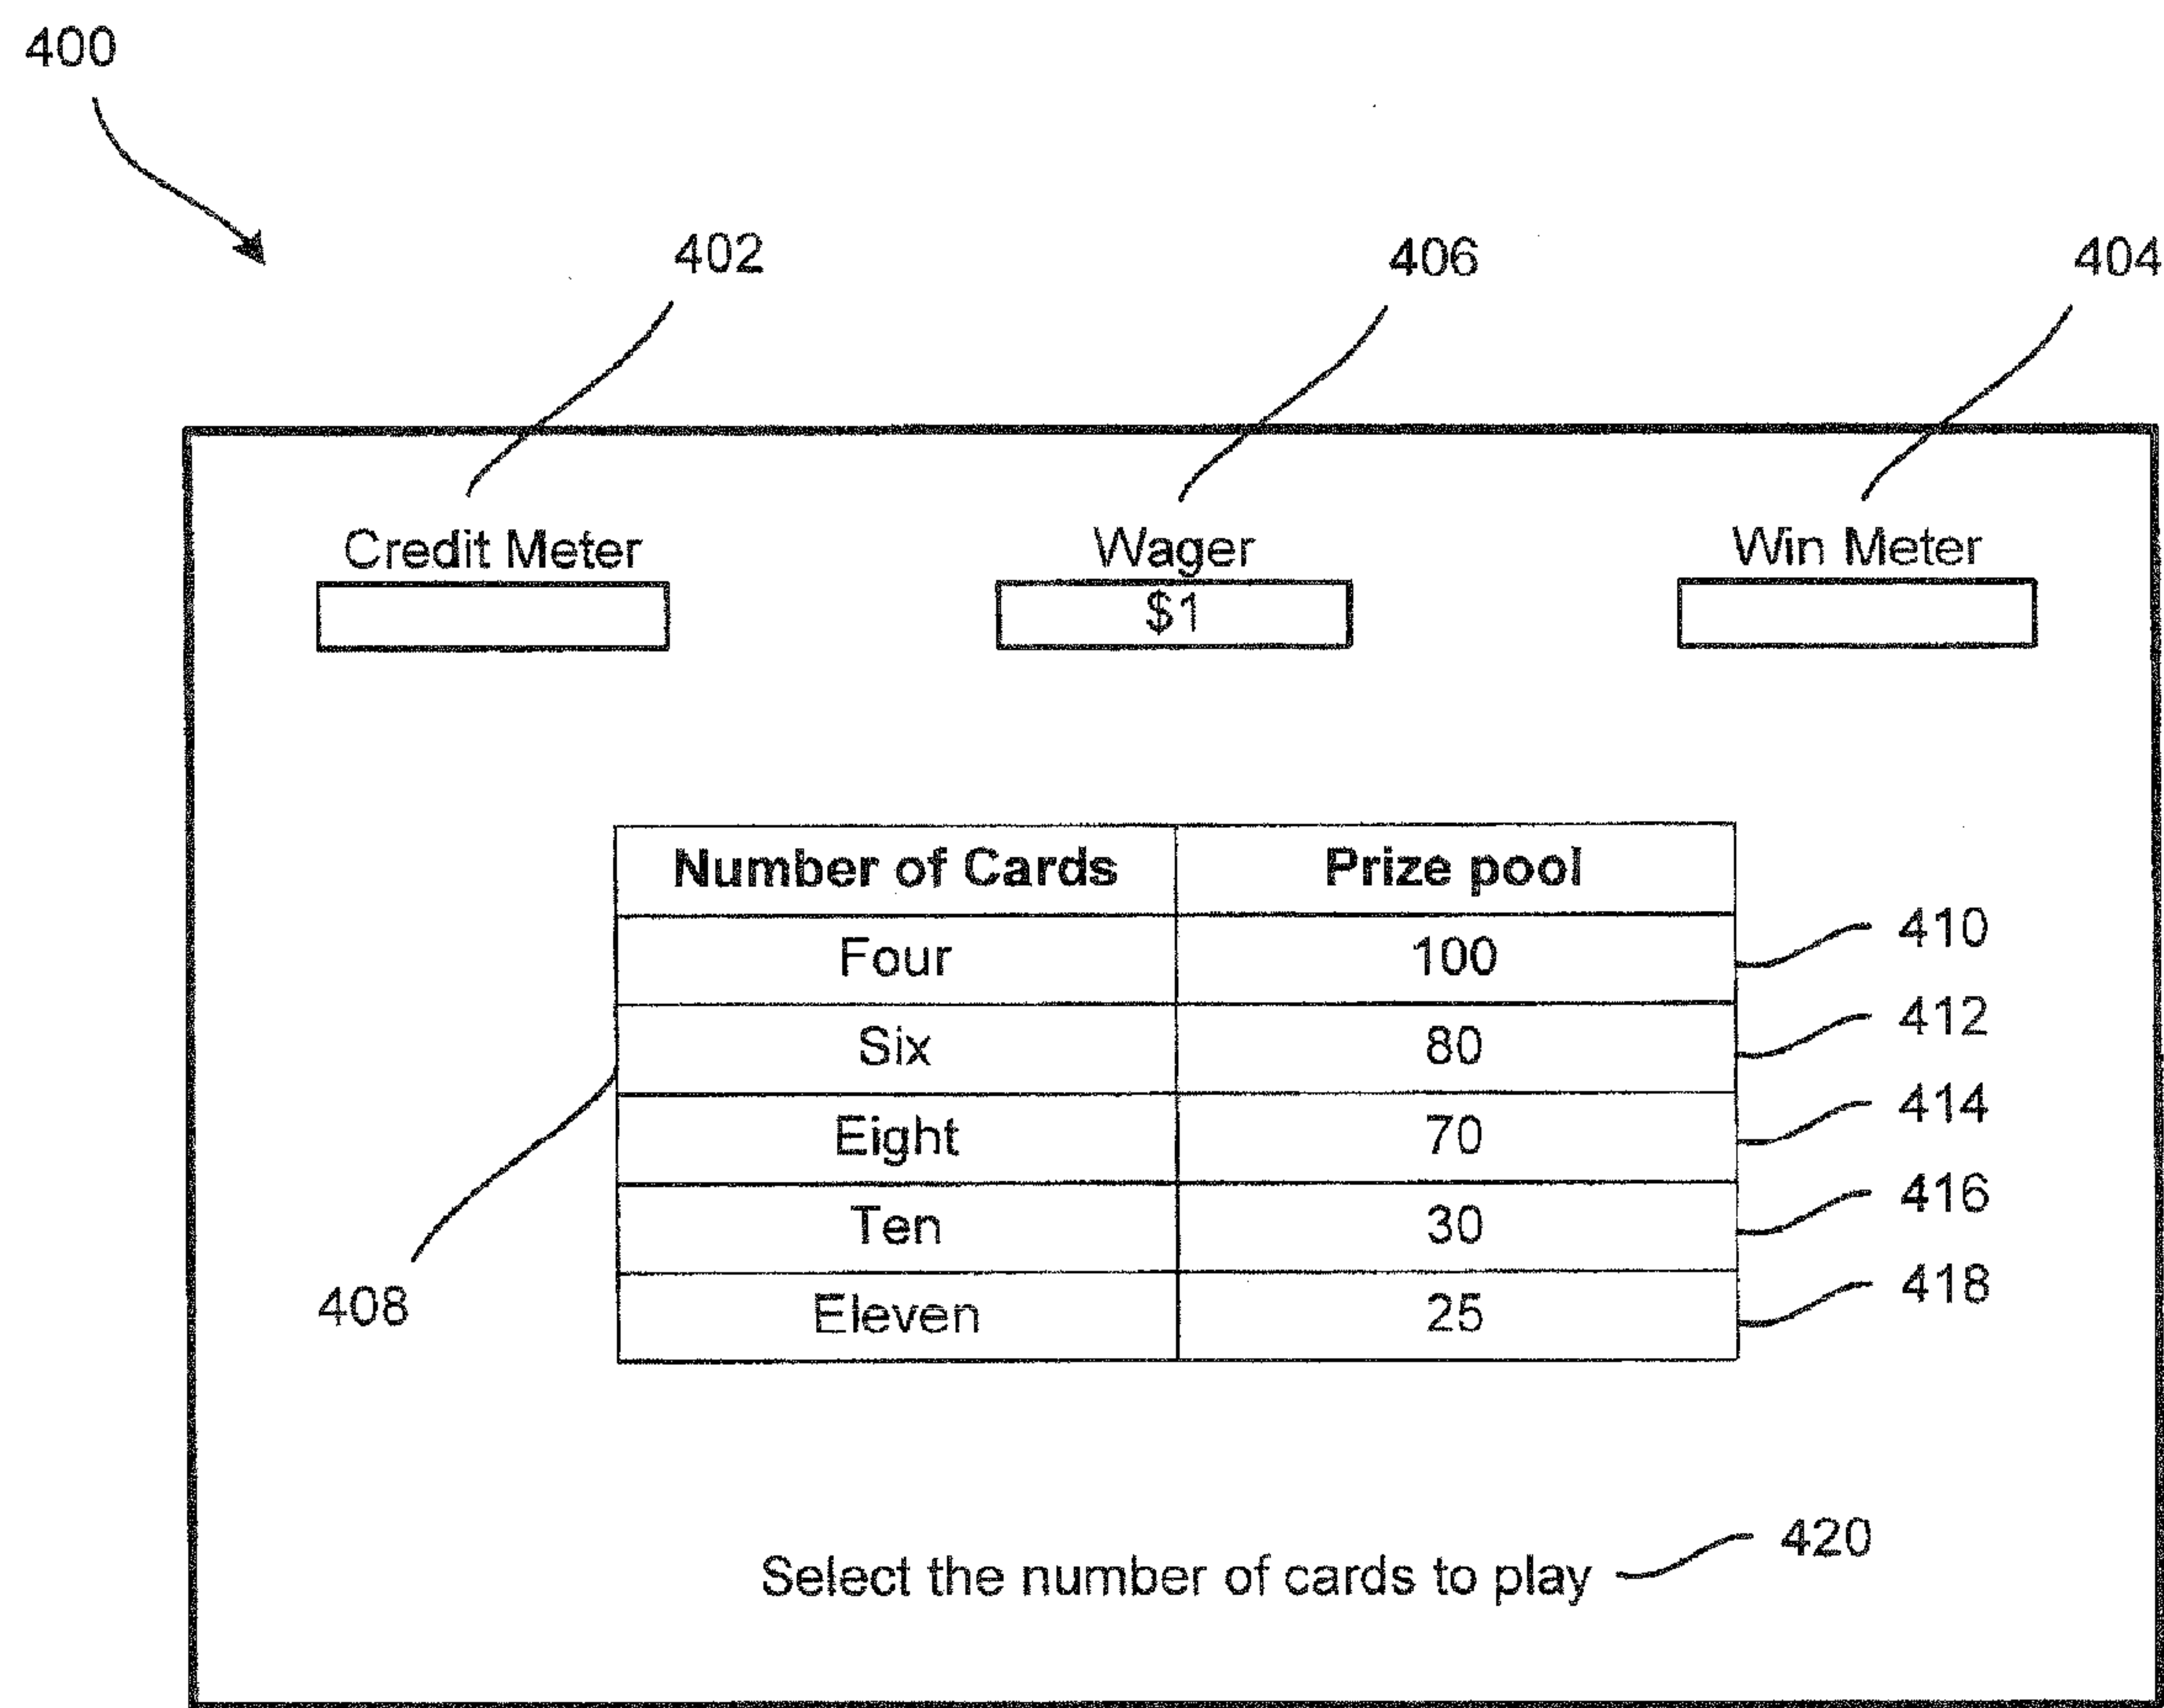 400
402 406 404
Credit Meter Wager Win Meter
$1
Number of Cards Prize pool
Four 100 410
Six 80 412
Eight 70 414
Ten 30 416
Eleven 25 418
408
Select the number of cards to play 420